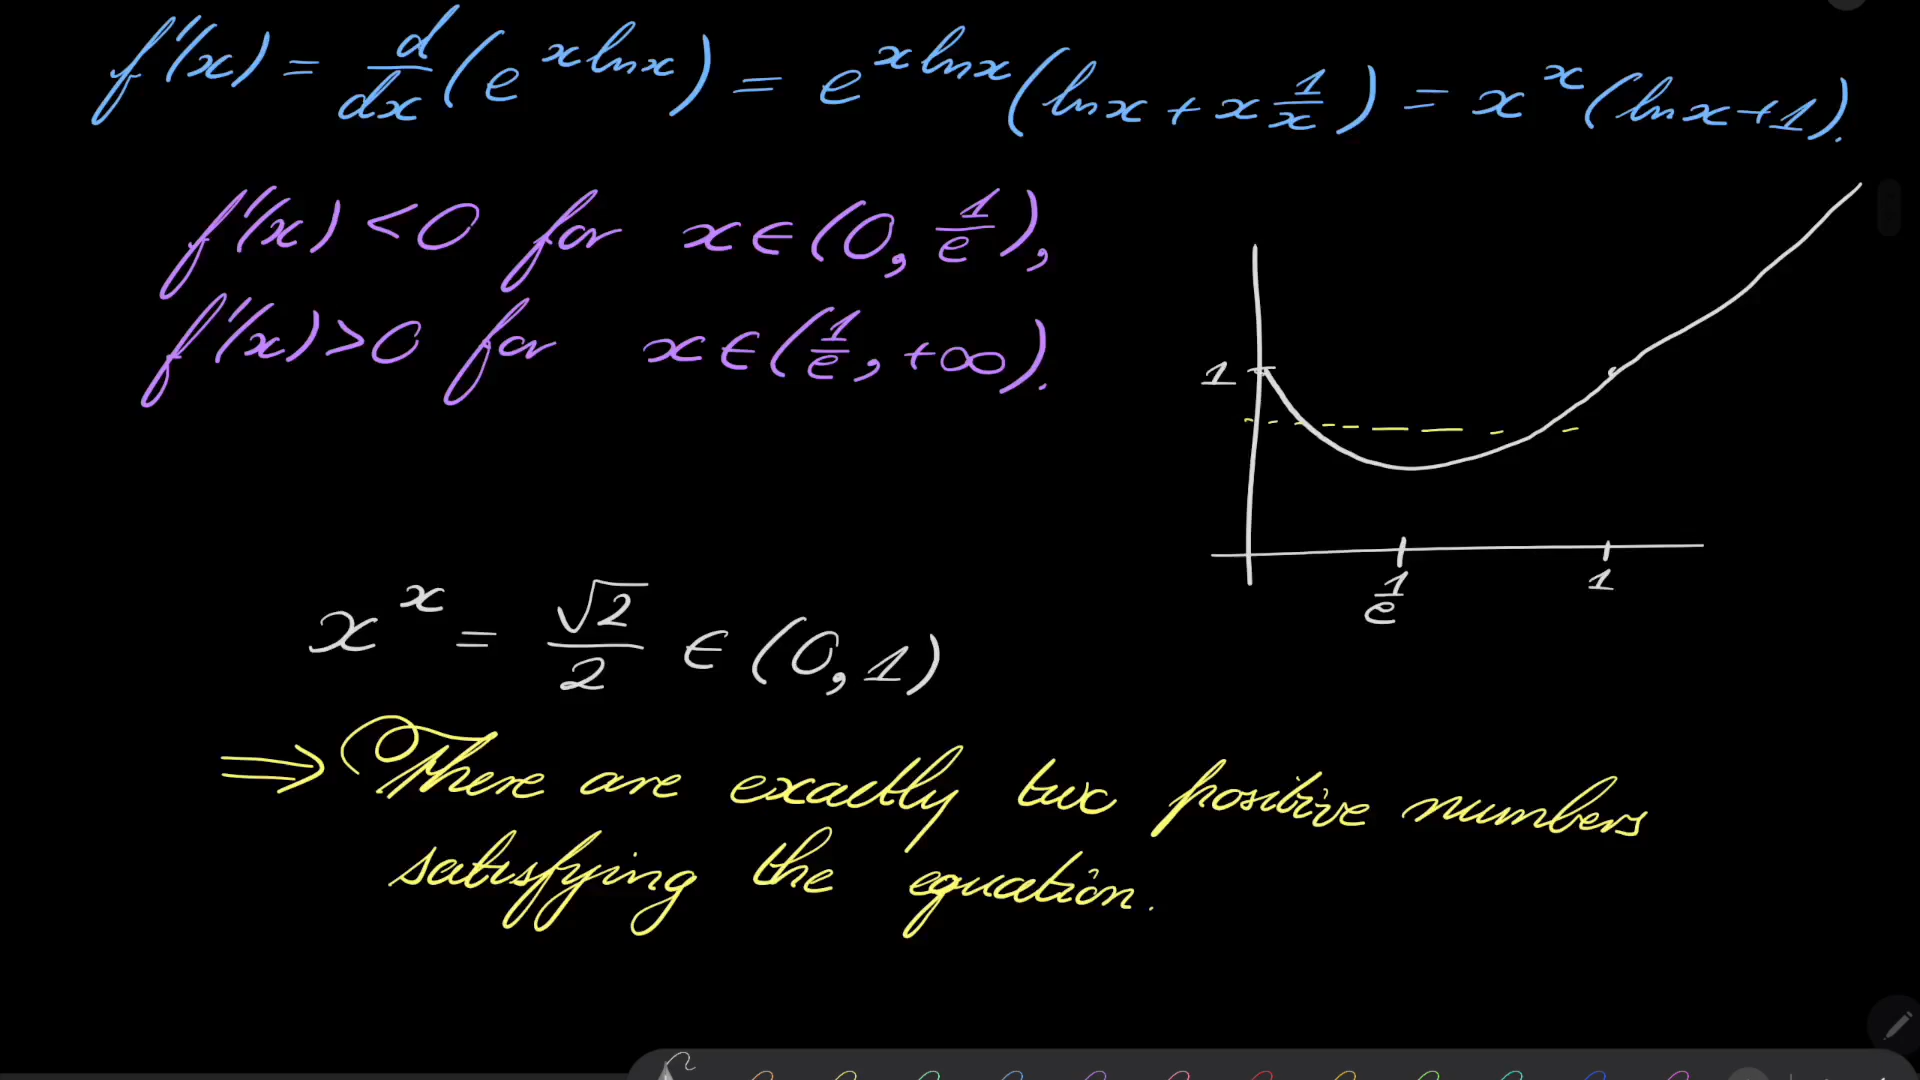 f'(x) = d/dx (e^{x ln x}) = e^{x ln x} (ln x + x 1/x) = x^x (ln x + 1).
f'(x) < 0 for x ∈ (0, 1/e),
f'(x) > 0 for x ∈ (1/e, +∞).
1
1/e 1
x^x = √2/2 ∈ (0, 1)
⇒ There are exactly two positive numbers
satisfying the equation.